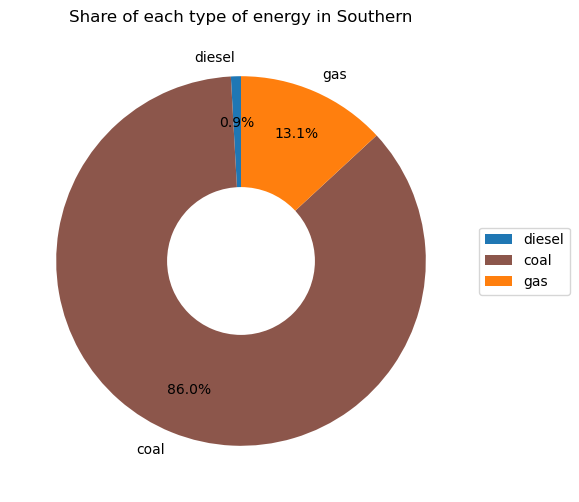 Share of each type of energy in Southern
diesel
gas
0.9%
13.1%
diesel
coal
gas
86.0%
coal